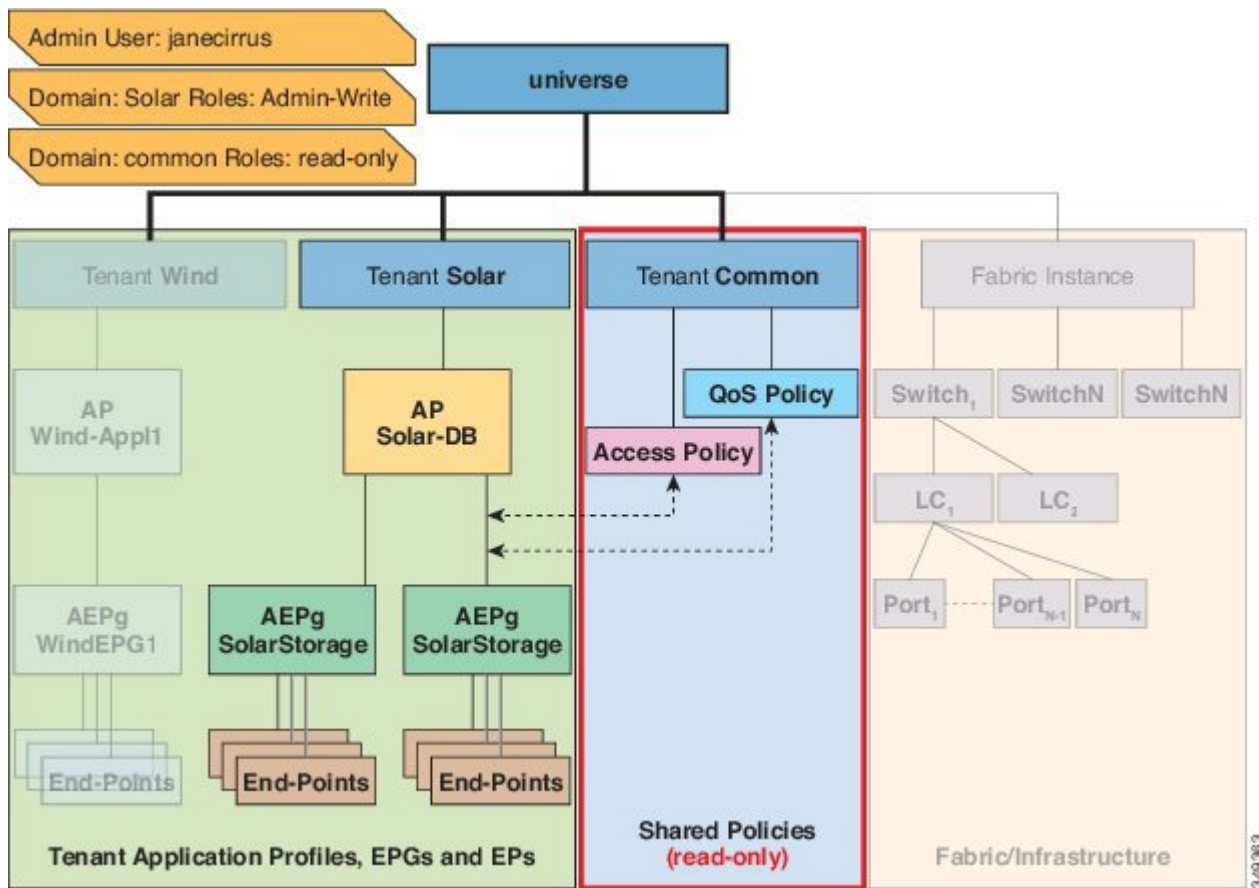 Admin User: janecirrus
Domain: Solar Roles: Admin-Write
Domain: common Roles: read-only
universe
Tenant Wind
Tenant Solar
Tenant Common
Fabric Instance
AP
Wind-Appl1
AP
Solar-DB
QoS Policy
Access Policy
Switch1
SwitchN
SwitchN
LC1
LC2
AEPg
WindEPG1
AEPg
SolarStorage
AEPg
SolarStorage
Port1
PortN-1
PortN
End-Points
End-Points
End-Points
Tenant Application Profiles, EPGs and EPs
Shared Policies
(read-only)
Fabric/Infrastructure
349363